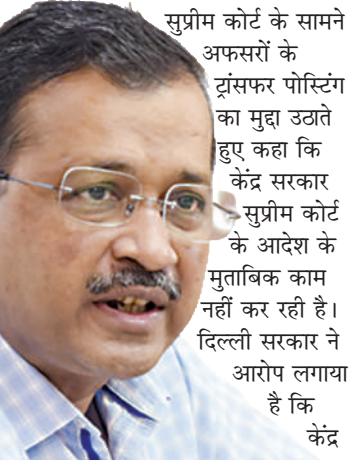 सुप्रीम कोर्ट के सामने
अफसरों के
ट्रांसफर पोस्टिंग
का मुद्दा उठाते
हुए कहा कि
केंद्र सरकार
सुप्रीम कोर्ट
के आदेश के
मुताबिक काम
नहीं कर रही है।
दिल्ली सरकार ने
आरोप लगाया
है कि
केंद्र